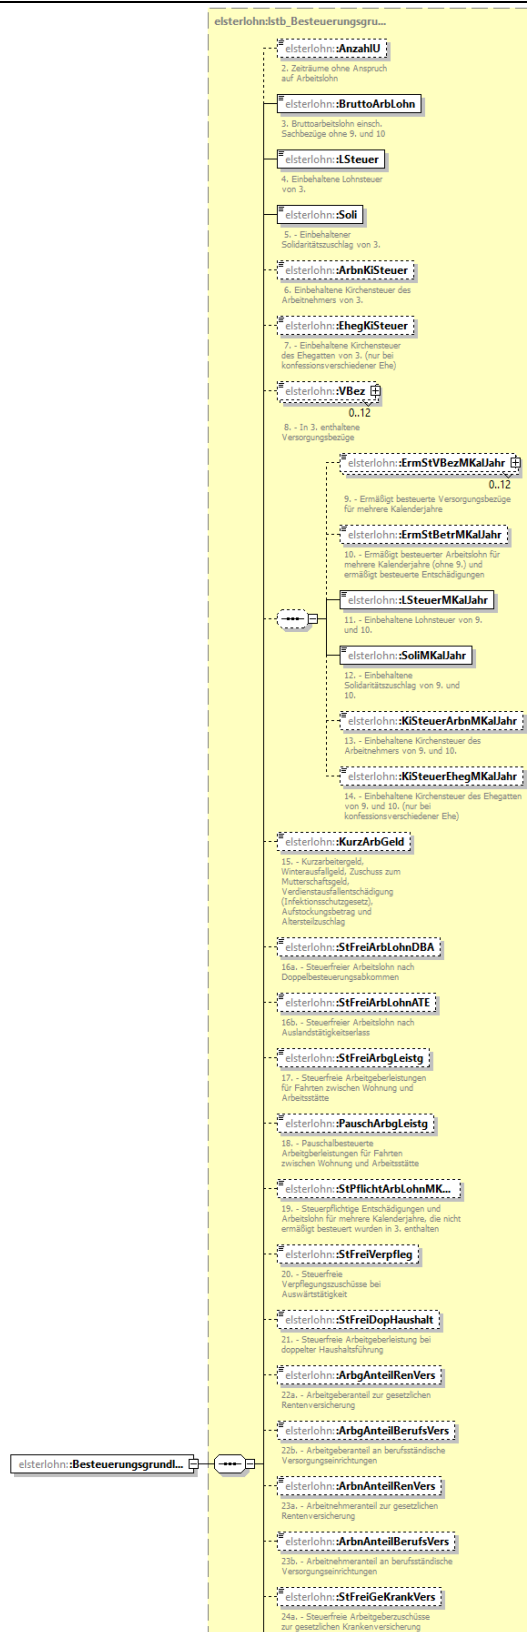 elsterlohn:lstb_Besteuerungsgru...
elsterlohn::AnzahlU
2. Zeiträume ohne Anspruch
auf Arbeitslohn
elsterlohn::BruttoArbLohn
3. Bruttoarbeitslohn einsch.
Sachbezüge ohne 9. und 10
elsterlohn::LSteuer
4. Einbehaltene Lohnsteuer
von 3.
elsterlohn::Soli
5. - Einbehaltener
Solidaritätszuschlag von 3.
elsterlohn::ArbnKiSteuer
6. Einbehaltene Kirchensteuer des
Arbeitnehmers von 3.
elsterlohn::EhegKiSteuer
7. - Einbehaltene Kirchensteuer
des Ehegatten von 3. (nur bei
konfessionsverschiedener Ehe)
elsterlohn::VBez
0..12
8. - In 3. enthaltene
Versorgungsbezüge
elsterlohn::ErmStVBezMKalJahr
0..12
9. - Ermäßigt besteuerte Versorgungsbezüge
für mehrere Kalenderjahre
elsterlohn::ErmStBetrMKalJahr
10. - Ermäßigt besteuerter Arbeitslohn für
mehrere Kalenderjahre (ohne 9.) und
ermäßigt besteuerte Entschädigungen
elsterlohn::LSteuerMKalJahr
11. - Einbehaltene Lohnsteuer von 9.
und 10.
elsterlohn::SoliMKalJahr
12. - Einbehaltene
Solidaritätszuschlag von 9. und
10.
elsterlohn::KiSteuerArbnMKalJahr
13. - Einbehaltene Kirchensteuer des
Arbeitnehmers von 9. und 10.
elsterlohn::KiSteuerEhegMKalJahr
14. - Einbehaltene Kirchensteuer des Ehegatten
von 9. und 10. (nur bei
konfessionsverschiedener Ehe)
elsterlohn::KurzArbGeld
15. - Kurzarbeitergeld,
Winterausfallgeld, Zuschuss zum
Mutterschaftsgeld,
Verdienstausfallentschädigung
(Infektionsschutzgesetz),
Aufstockungsbetrag und
Altersteilzuschlag
elsterlohn::StFreiArbLohnDBA
16a. - Steuerfreier Arbeitslohn nach
Doppelbesteuerungsabkommen
elsterlohn::StFreiArbLohnATE
16b. - Steuerfreier Arbeitslohn nach
Auslandstätigkeitserlass
elsterlohn::StFreiArbgLeistg
17. - Steuerfreie Arbeitgeberleistungen
für Fahrten zwischen Wohnung und
Arbeitsstätte
elsterlohn::PauschArbgLeistg
18. - Pauschalbesteuerte
Arbeitgberleistungen für Fahrten
zwischen Wohnung und Arbeitsstätte
elsterlohn::StPflichtArbLohnMK...
19. - Steuerpflichtige Entschädigungen und
Arbeitslohn für mehrere Kalenderjahre, die nicht
ermäßigt besteuert wurden in 3. enthalten
elsterlohn::StFreiVerpfleg
20. - Steuerfreie
Verpflegungszuschüsse bei
Auswärtstätigkeit
elsterlohn::StFreiDopHaushalt
21. - Steuerfreie Arbeitgeberleistung bei
doppelter Haushaltsführung
elsterlohn::ArbgAnteilRenVers
22a. - Arbeitgeberanteil zur gesetzlichen
Rentenversicherung
elsterlohn::ArbgAnteilBerufsVers
22b. - Arbeitgeberanteil an berufsständische
Versorgungseinrichtungen
elsterlohn::Besteuerungsgrundl...
elsterlohn::ArbnAnteilRenVers
23a. - Arbeitnehmeranteil zur gesetzlichen
Rentenversicherung
elsterlohn::ArbnAnteilBerufsVers
23b. - Arbeitnehmeranteil an berufsständische
Versorgungseinrichtungen
elsterlohn::StFreiGeKrankVers
24a. - Steuerfreie Arbeitgeberzuschüsse
zur gesetzlichen Krankenversicherung